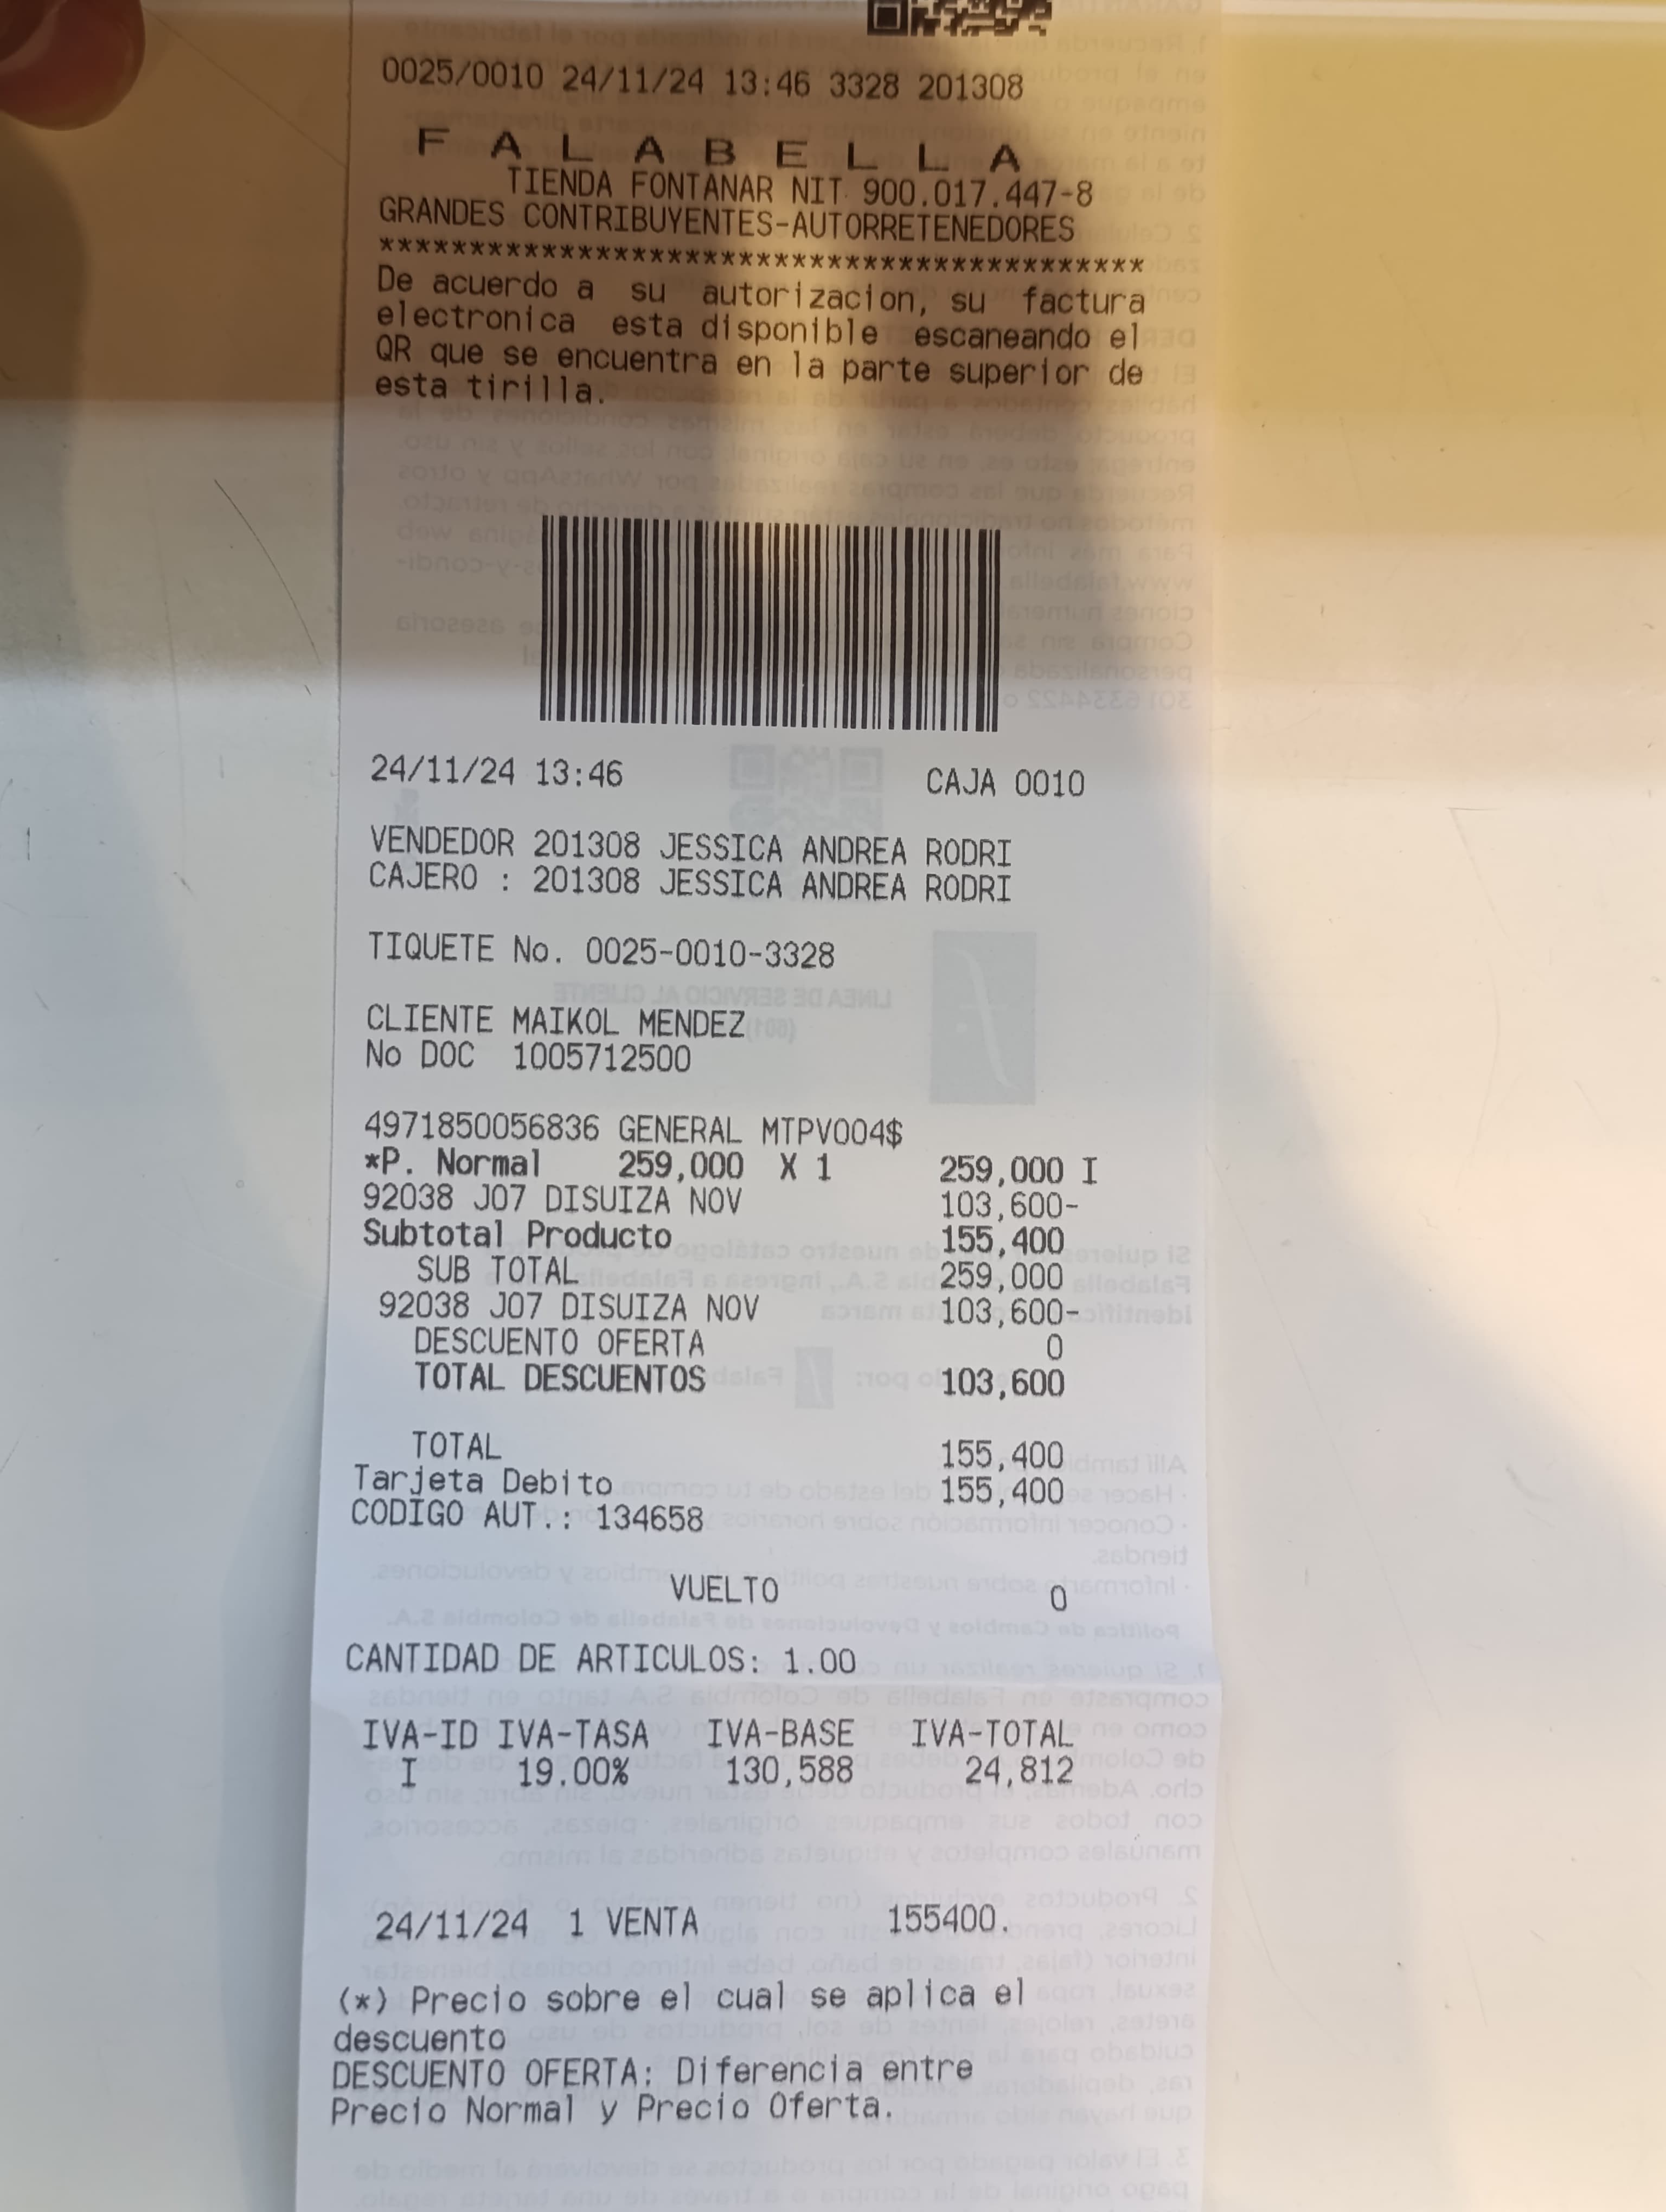 0025/0010 24/11/24 13:46 3328 201308
FALABELLA
TIENDA FONTANAR NIT 900.017.447-8
GRANDES CONTRIBUYENTES-AUTORRETENEDORES
******************************************
De acuerdo a su autorizacion, su factura
electronica esta disponible escaneando el
QR que se encuentra en la parte superior de
esta tirilla.
24/11/24 13:46 CAJA 0010
VENDEDOR 201308 JESSICA ANDREA RODRI
CAJERO : 201308 JESSICA ANDREA RODRI
TIQUETE No. 0025-0010-3328
CLIENTE MAIKOL MENDEZ
No DOC 1005712500
4971850056836 GENERAL MTPV004$
*P. Normal 259,000 X 1 259,000 I
92038 J07 DISUIZA NOV 103,600-
Subtotal Producto 155,400
SUB TOTAL 259,000
92038 J07 DISUIZA NOV 103,600-
DESCUENTO OFERTA 0
TOTAL DESCUENTOS 103,600
TOTAL 155,400
Tarjeta Debito 155,400
CODIGO AUT.: 134658
VUELTO 0
CANTIDAD DE ARTICULOS: 1.00
IVA-ID IVA-TASA IVA-BASE IVA-TOTAL
I 19.00% 130,588 24,812
24/11/24 1 VENTA 155400.
(*) Precio sobre el cual se aplica el
descuento
DESCUENTO OFERTA: Diferencia entre
Precio Normal y Precio Oferta.